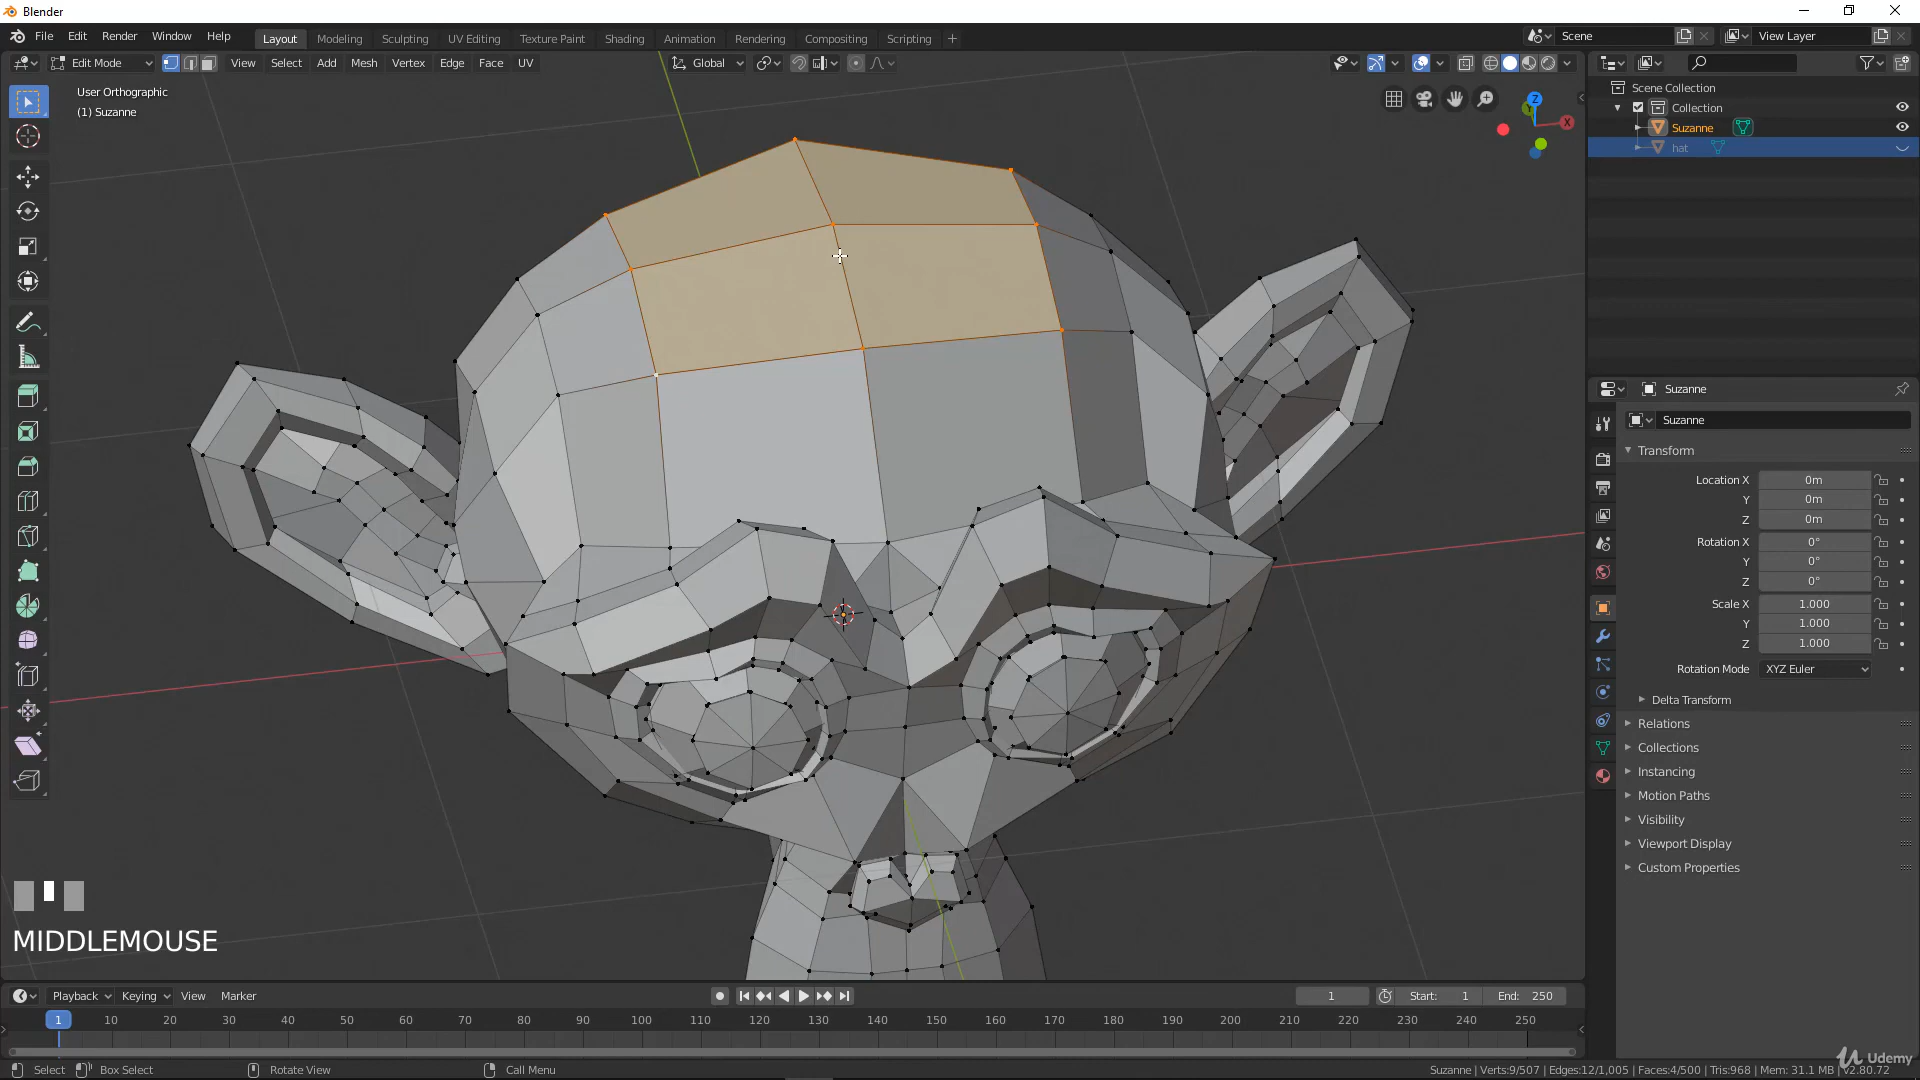 Blender
File Edit Render Window Help Layout Modeling Sculpting UV Editing Texture Paint Shading Animation Rendering Compositing Scripting + Scene View Layer
Edit Mode View Select Add Mesh Vertex Edge Face UV Global
User Orthographic
(1) Suzanne
Z
X
Scene Collection
Collection
Suzanne
hat
Suzanne
Suzanne
Transform
Location X 0m
Y 0m
Z 0m
Rotation X 0°
Y 0°
Z 0°
Scale X 1.000
Y 1.000
Z 1.000
Rotation Mode XYZ Euler
Delta Transform
Relations
Collections
Instancing
Motion Paths
Visibility
Viewport Display
Custom Properties
MIDDLEMOUSE
Playback Keying View Marker 1 Start: 1 End: 250
1 10 20 30 40 50 60 70 80 90 100 110 120 130 140 150 160 170 180 190 200 210 220 230 240 250
Select Box Select Rotate View Call Menu Suzanne | Verts:9/507 | Edges:12/1,005 | Faces:4/500 | Tris:968 | Mem: 31.1 MB | v2.80.72
Udemy